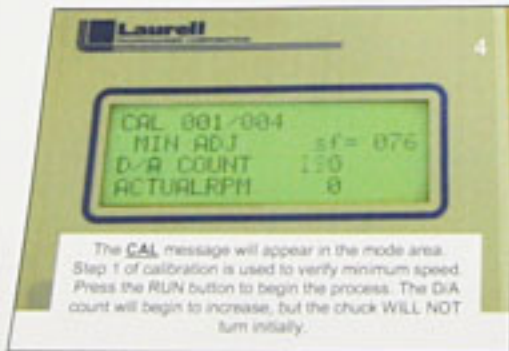 Laurell
4
CAL 001/004
MIN ADJ sf= 076
D/A COUNT
ACTUALRPM 0
The CAL message will appear in the mode area.
Step 1 of calibration is used to verify minimum speed.
Press the RUN button to begin the process. The D/A
count will begin to increase, but the chuck WILL NOT
turn initially.